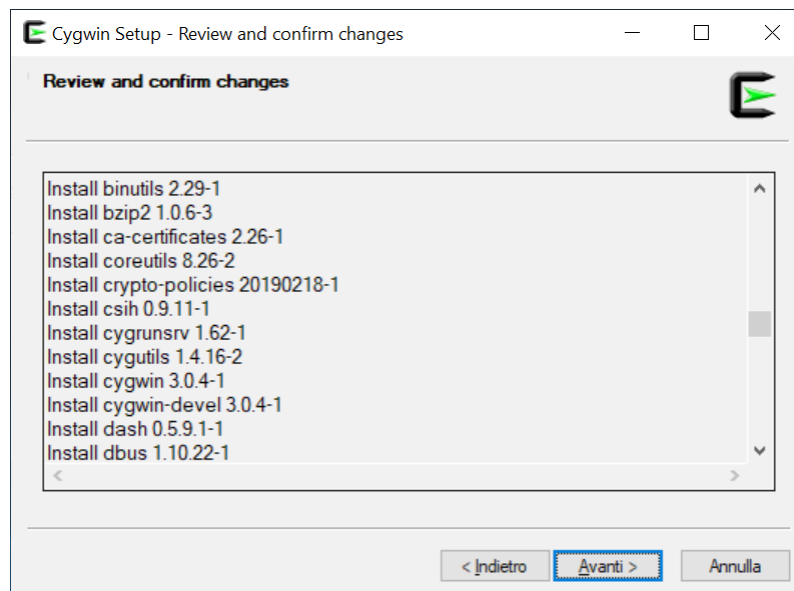 Cygwin Setup - Review and confirm changes
Review and confirm changes
Install binutils 2.29-1
Install bzip2 1.0.6-3
Install ca-certificates 2.26-1
Install coreutils 8.26-2
Install crypto-policies 20190218-1
Install csih 0.9.11-1
Install cygrunsrv 1.62-1
Install cygutils 1.4.16-2
Install cygwin 3.0.4-1
Install cygwin-devel 3.0.4-1
Install dash 0.5.9.1-1
Install dbus 1.10.22-1
< Indietro Avanti > Annulla